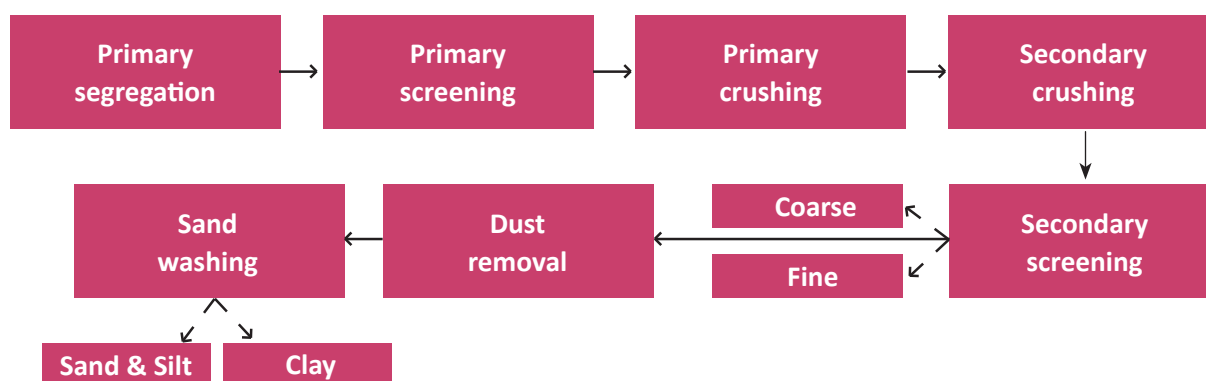 Primary
segregation
Primary
screening
Primary
crushing
Secondary
crushing
Sand
washing
Dust
removal
Coarse
Fine
Secondary
screening
Sand & Silt
Clay